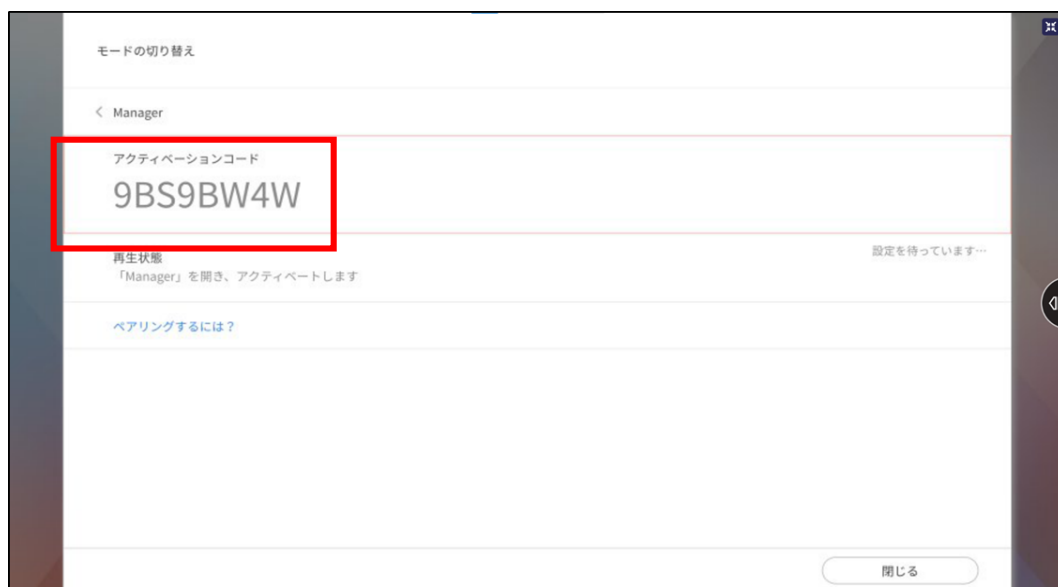 モードの切り替え
Manager
アクティベーションコード
9BS9BW4W
再生状態
設定を待っています…
「Manager」を開き、アクティベートします
ペアリングするには？
閉じる